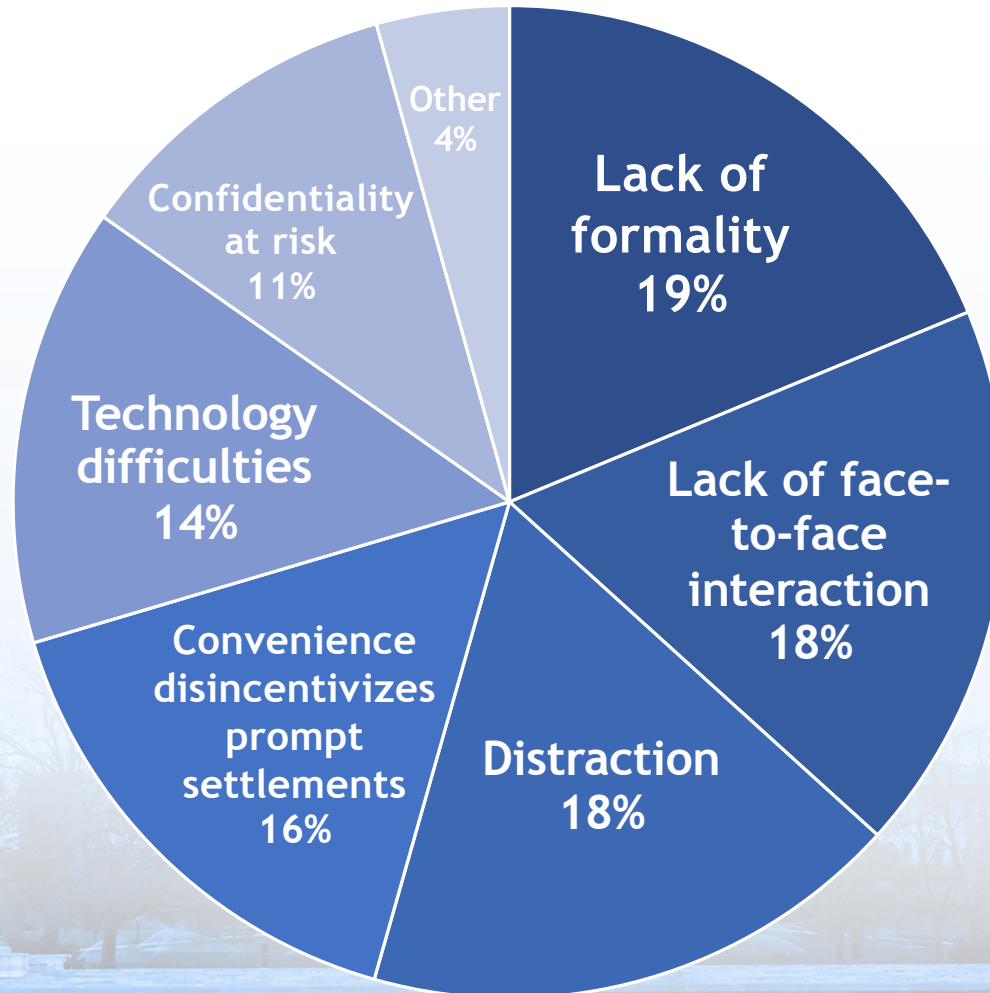 Other
4%
Lack of
formality
19%
Confidentiality
at risk
11%
Technology
difficulties
14%
Lack of face-
to-face
interaction
18%
Convenience
disincentivizes
prompt
settlements
16%
Distraction
18%